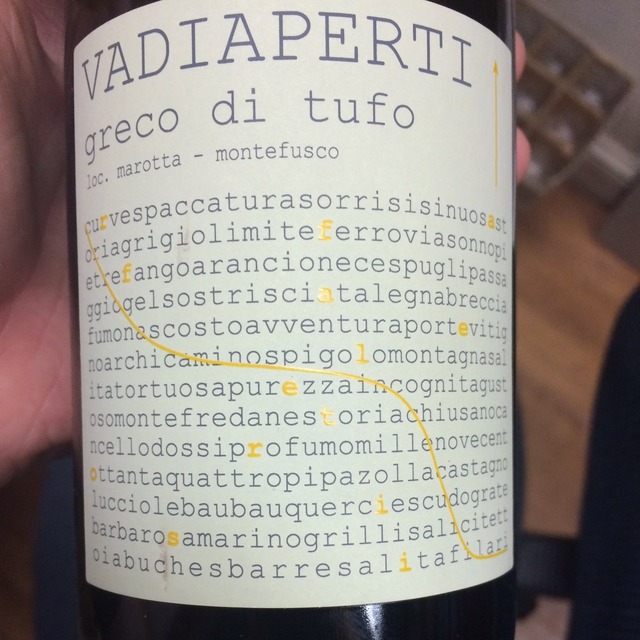 VADIAPERTI
greco di tufo
loc. marotta - montefusco
curvespaccaturasorrisisinuosast
oriagrigiolimiteferroviasonnopi
etrefangoarancionecespuglipassa
ggiogelsostrisciatalegnabreccia
fumonascostoavventuraportevitig
noarchicaminospigolomontagnasal
itatortuosapurezzaincognitagust
osomontefredanestoriachiusanoca
ncellodossiprofumomillenovecent
ottantaquattropipazollacastagno
lucciolebaubauquerciescudograte
barbarosamarinogrillisalicitett
oiabuchesbarresalitafilari